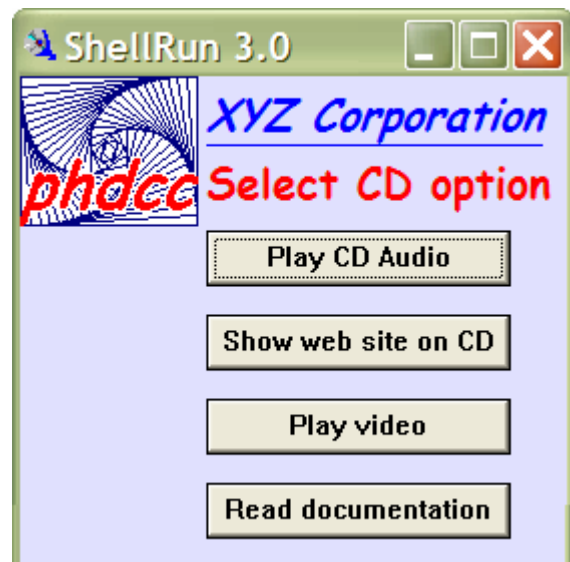 ShellRun 3.0
XYZ Corporation
phdcc
Select CD option
Play CD Audio
Show web site on CD
Play video
Read documentation